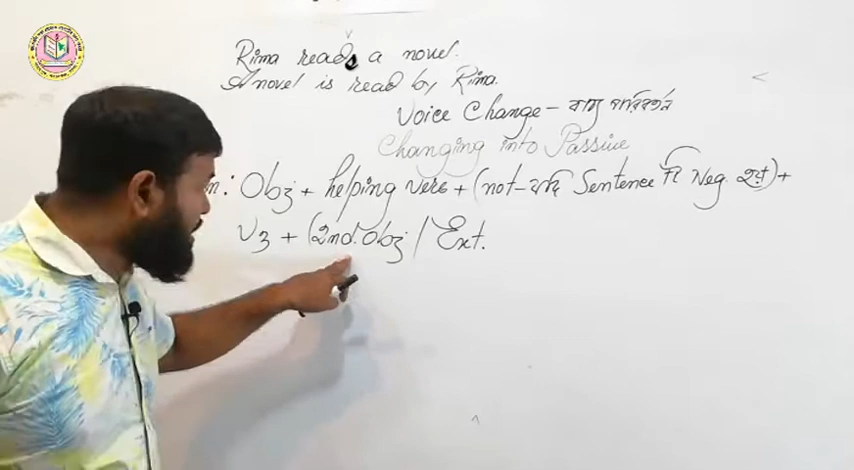 Rima reads a novel.
A novel is read by Rima.
Voice Change - বাচ্য পরিবর্তন
Changing into Passive
m: Obj + helping verb + (not - যদি Sentence টি Neg হয়) +
V3 + (2nd Obj / Ext.